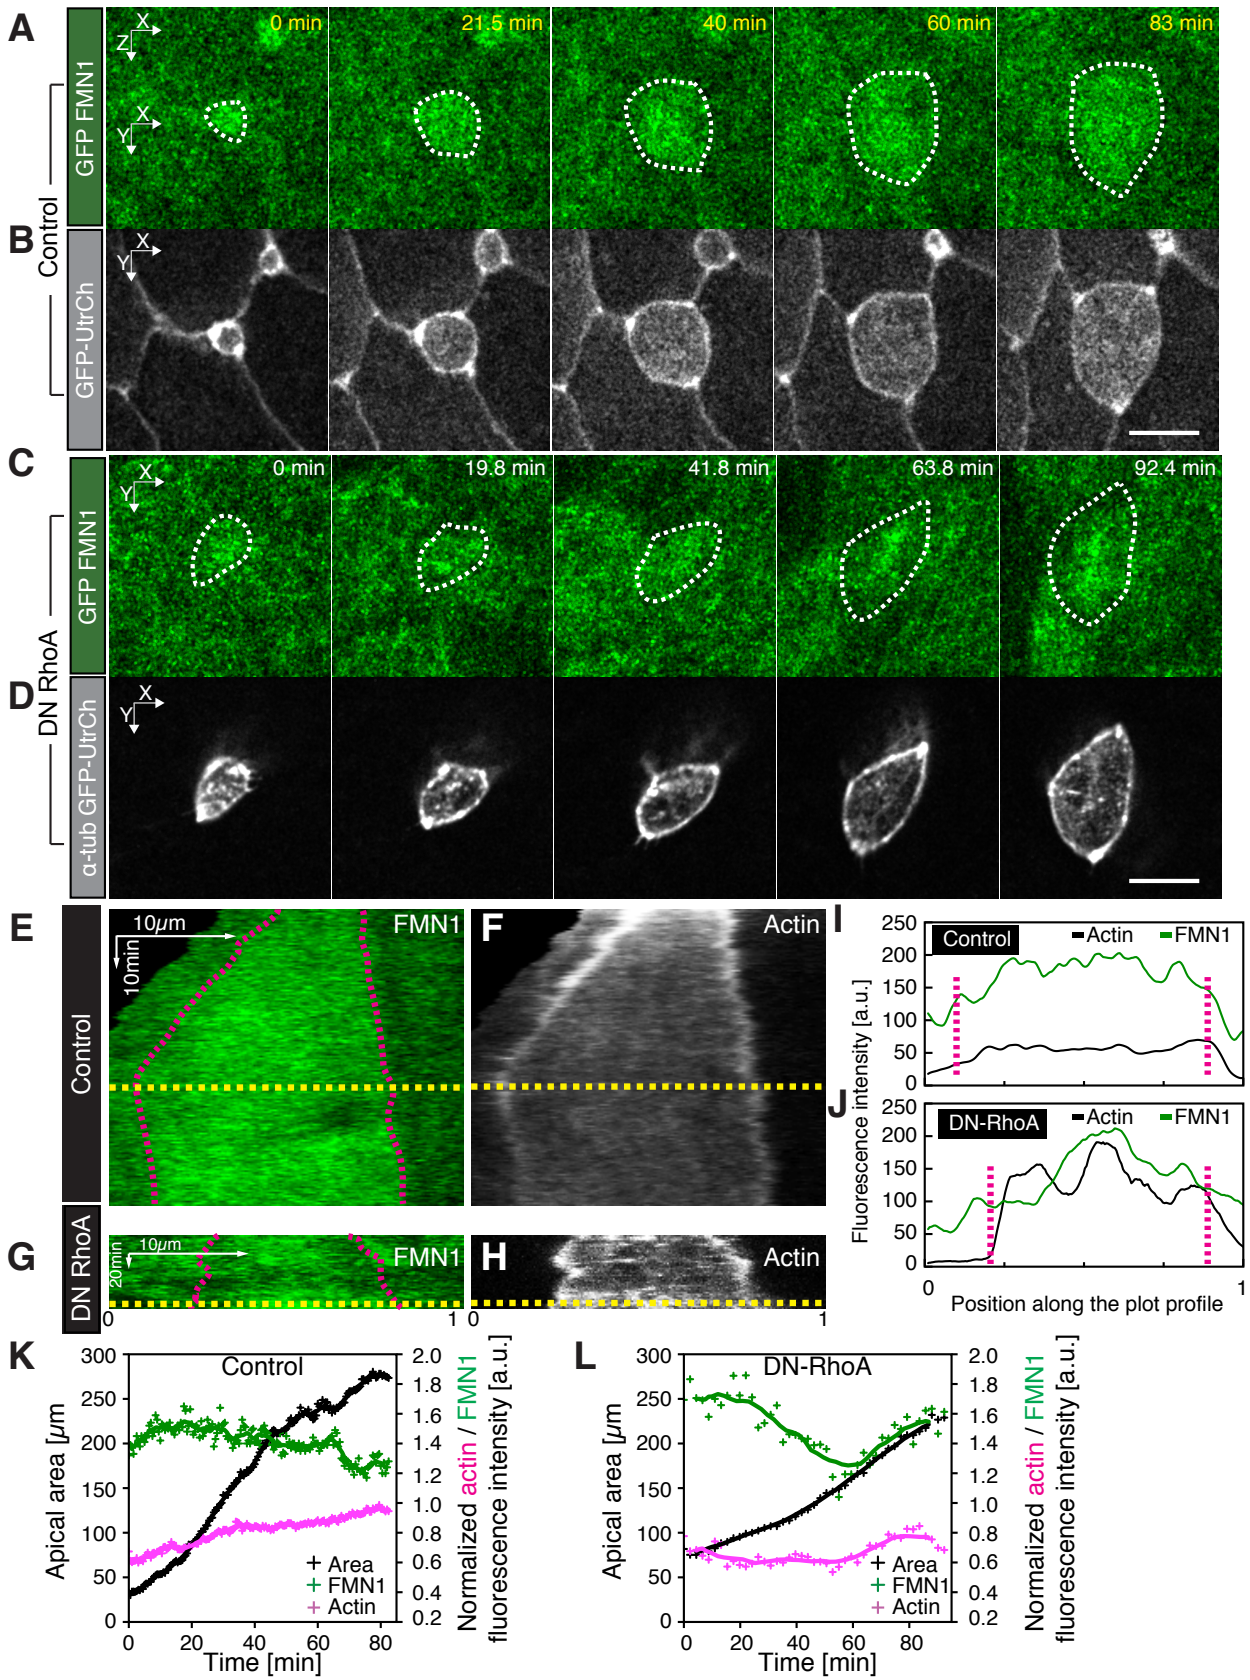 A
Control
GFP FMN1
X
Z
X
Y
0 min
21.5 min
40 min
60 min
83 min
B
GFP-UtrCh
X
Y
C
DN RhoA
GFP FMN1
X
Y
0 min
19.8 min
41.8 min
63.8 min
92.4 min
D
α-tub GFP-UtrCh
X
Y
E
Control
10µm
10min
FMN1
F
Actin
G
DN RhoA
10µm
20min
FMN1
0
1
H
Actin
0
1
I
Control
Actin
FMN1
250
200
150
100
50
0
Fluorescence intensity [a.u.]
J
DN-RhoA
Actin
FMN1
250
200
150
100
50
0
0
1
Position along the plot profile
K
Control
300
250
200
150
100
50
0
Apical area [µm
2.0
1.8
1.6
1.4
1.2
1.0
0.8
0.6
0.4
0.2
Normalized actin / FMN1
fluorescence intensity [a.u.]
Area
FMN1
Actin
0
20
40
60
80
Time [min]
L
DN-RhoA
300
250
200
150
100
50
0
Apical area [µm
2.0
1.8
1.6
1.4
1.2
1.0
0.8
0.6
0.4
0.2
Normalized actin / FMN1
fluorescence intensity [a.u.]
Area
FMN1
Actin
0
20
40
60
80
Time [min]